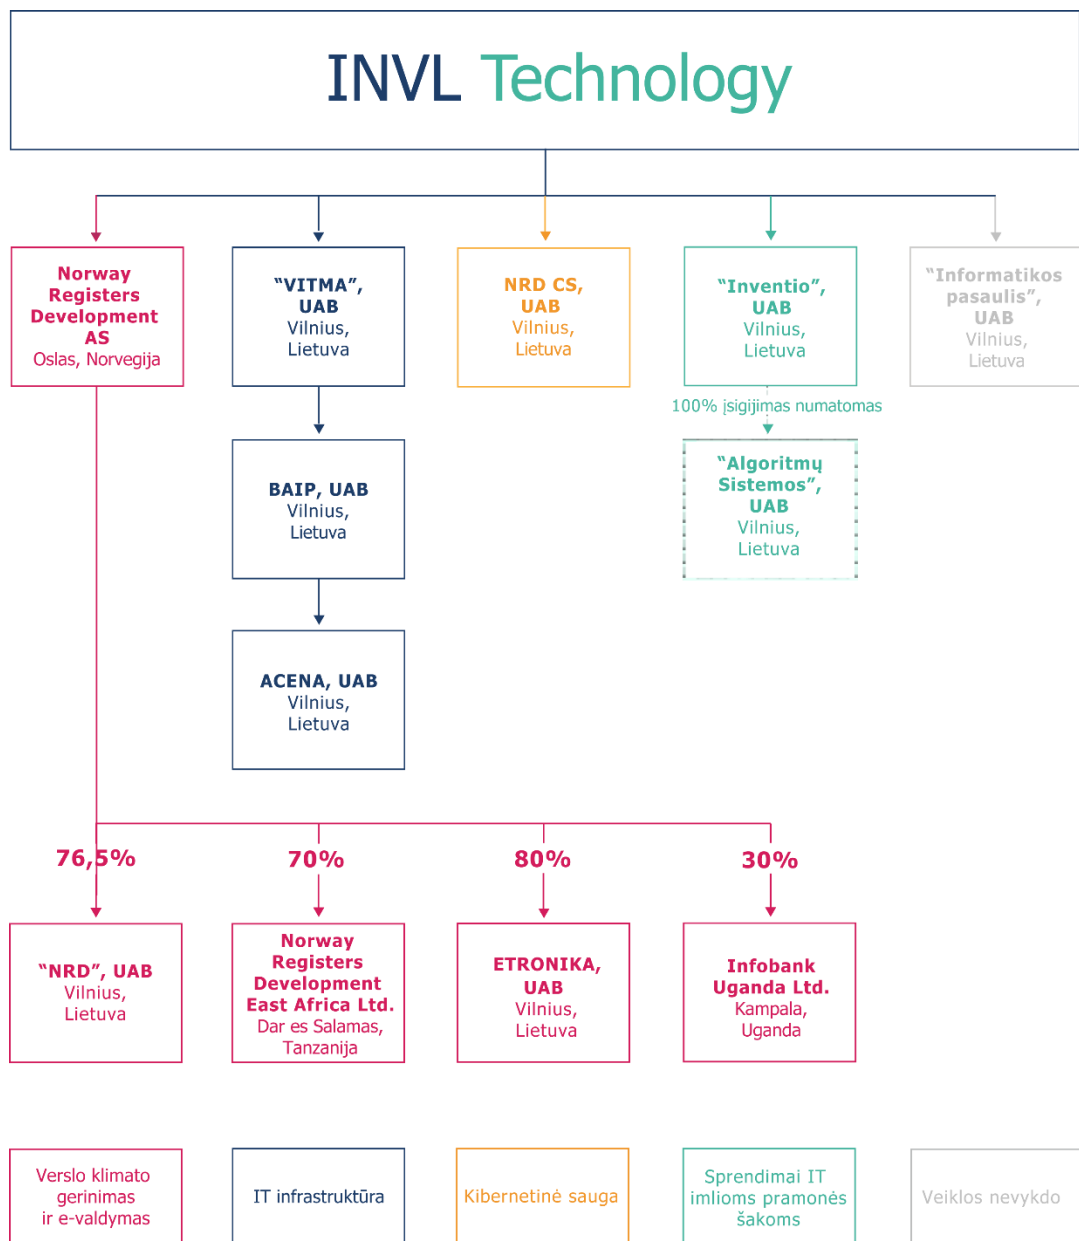 INVL Technology
Norway
Registers
Development
AS
Oslas, Norvegija
“VITMA”,
UAB
Vilnius,
Lietuva
NRD CS,
UAB
Vilnius,
Lietuva
“Inventio”,
UAB
Vilnius,
Lietuva
“Informatikos
pasaulis”,
UAB
Vilnius,
Lietuva
100% įsigijimas numatomas
BAIP, UAB
Vilnius,
Lietuva
“Algoritmų
Sistemos”,
UAB
Vilnius,
Lietuva
ACENA, UAB
Vilnius,
Lietuva
76,5%
70%
80%
30%
“NRD”, UAB
Vilnius,
Lietuva
Norway
Registers
Development
East Africa Ltd.
Dar es Salamas,
Tanzanija
ETRONIKA,
UAB
Vilnius,
Lietuva
Infobank
Uganda Ltd.
Kampala,
Uganda
Verslo klimato
gerinimas
ir e-valdymas
IT infrastruktūra
Kibernetinė sauga
Sprendimai IT
imlioms pramonės
šakoms
Veiklos nevykdo